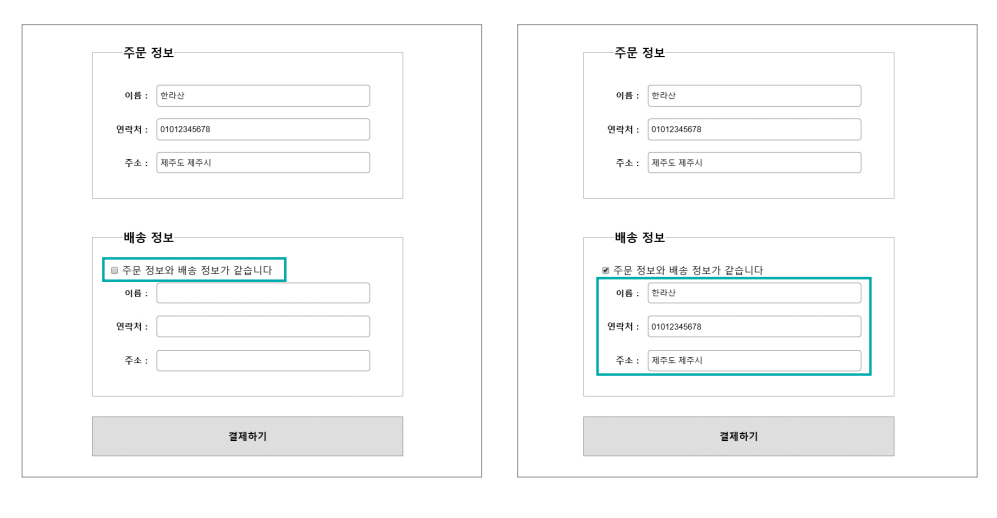 주문 정보
이름 : 한라산
연락처 : 01012345678
주소 : 제주도 제주시
배송 정보
주문 정보와 배송 정보가 같습니다
이름 :
연락처 :
주소 :
결제하기
주문 정보
이름 : 한라산
연락처 : 01012345678
주소 : 제주도 제주시
배송 정보
주문 정보와 배송 정보가 같습니다
이름 : 한라산
연락처 : 01012345678
주소 : 제주도 제주시
결제하기